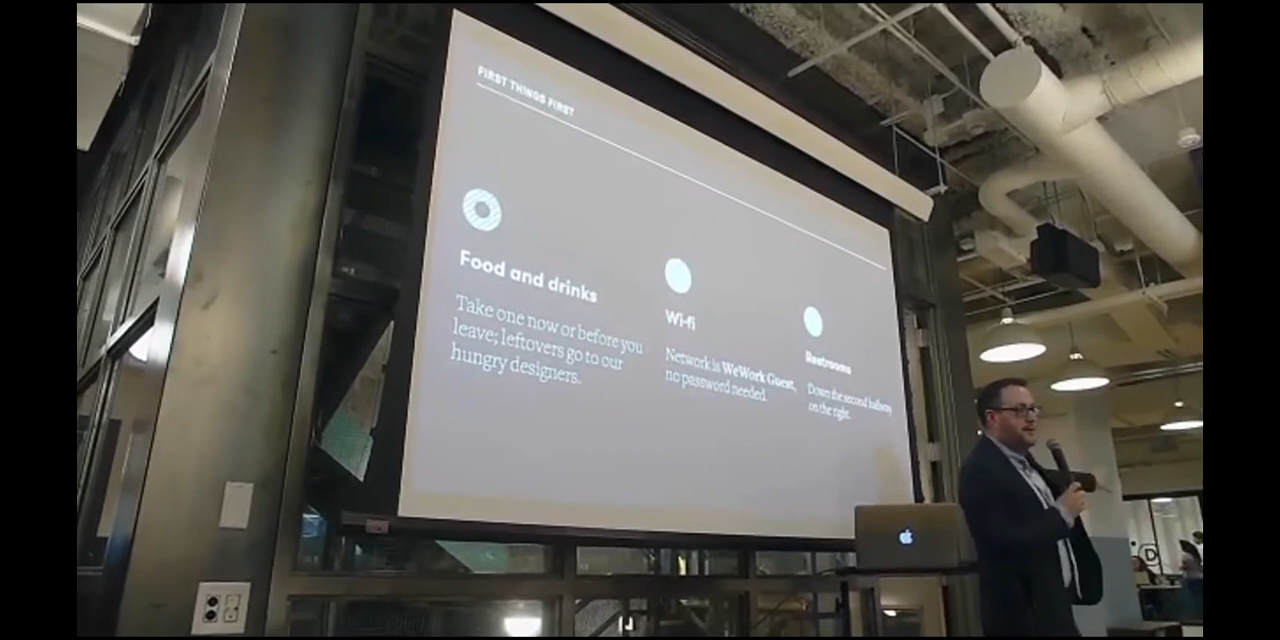 FIRST THINGS FIRST
Food and drinks
Take one now or before you
leave; leftovers go to our
hungry designers.
Wi-fi
Network is WeWork Guest,
no password needed.
Restrooms
Down the second hallway
on the right.
D